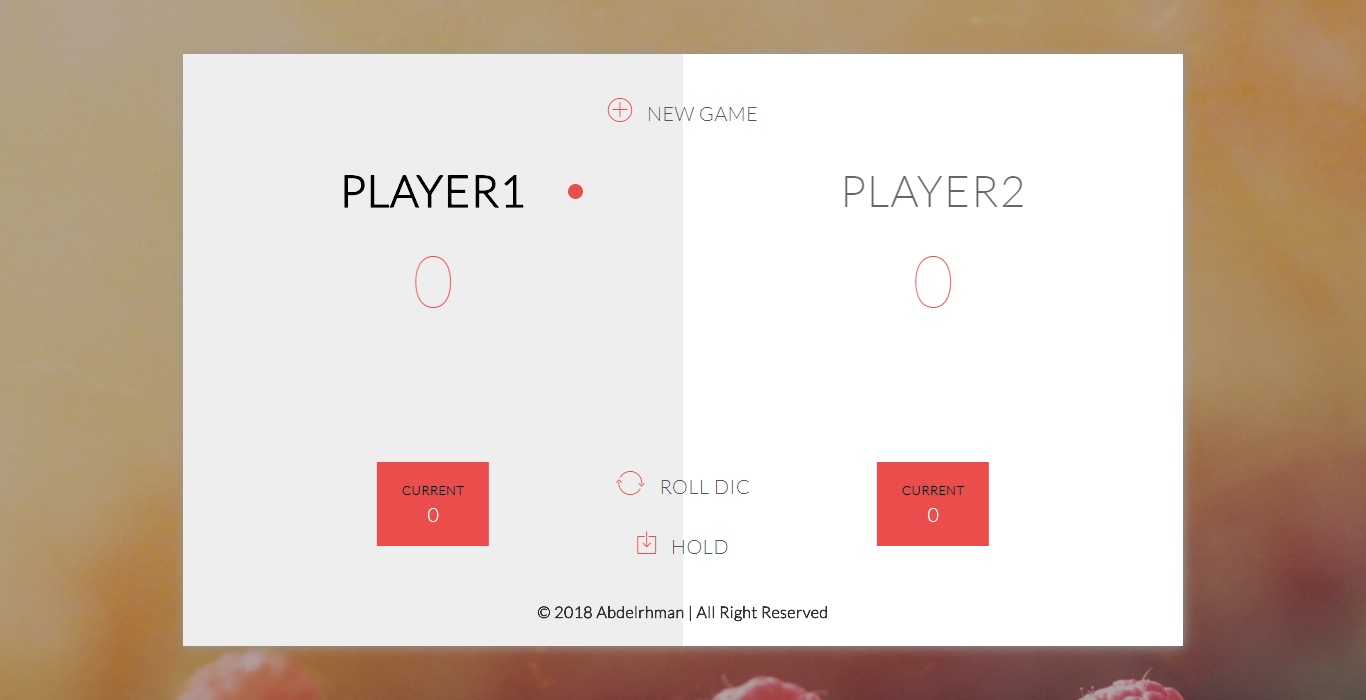 NEW GAME
PLAYER1
PLAYER2
0
0
CURRENT
0
ROLL DIC
CURRENT
0
HOLD
© 2018 Abdelrhman | All Right Reserved